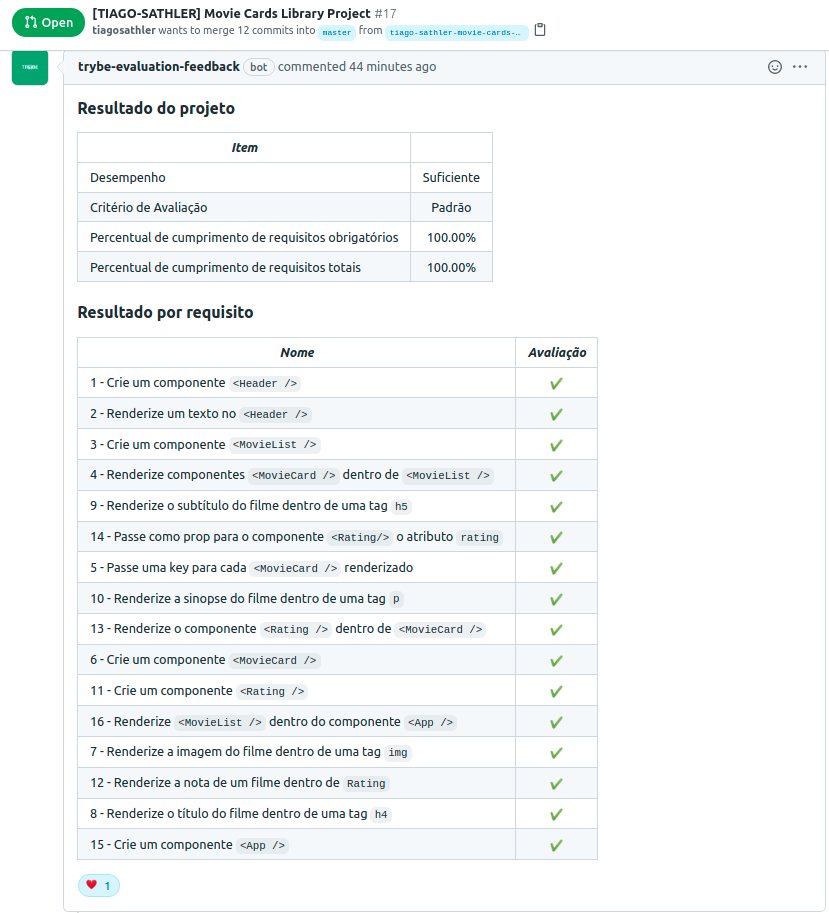 Open
[TIAGO-SATHLER] Movie Cards Library Project #17
tiagosathler wants to merge 12 commits into master from tiago-sathler-movie-cards-…
TRYBE
trybe-evaluation-feedback bot commented 44 minutes ago
Resultado do projeto
Item
Desempenho Suficiente
Critério de Avaliação Padrão
Percentual de cumprimento de requisitos obrigatórios 100.00%
Percentual de cumprimento de requisitos totais 100.00%
Resultado por requisito
Nome Avaliação
1 - Crie um componente <Header /> ✔
2 - Renderize um texto no <Header /> ✔
3 - Crie um componente <MovieList /> ✔
4 - Renderize componentes <MovieCard /> dentro de <MovieList /> ✔
9 - Renderize o subtítulo do filme dentro de uma tag h5 ✔
14 - Passe como prop para o componente <Rating/> o atributo rating ✔
5 - Passe uma key para cada <MovieCard /> renderizado ✔
10 - Renderize a sinopse do filme dentro de uma tag p ✔
13 - Renderize o componente <Rating /> dentro de <MovieCard /> ✔
6 - Crie um componente <MovieCard /> ✔
11 - Crie um componente <Rating /> ✔
16 - Renderize <MovieList /> dentro do componente <App /> ✔
7 - Renderize a imagem do filme dentro de uma tag img ✔
12 - Renderize a nota de um filme dentro de Rating ✔
8 - Renderize o título do filme dentro de uma tag h4 ✔
15 - Crie um componente <App /> ✔
❤ 1